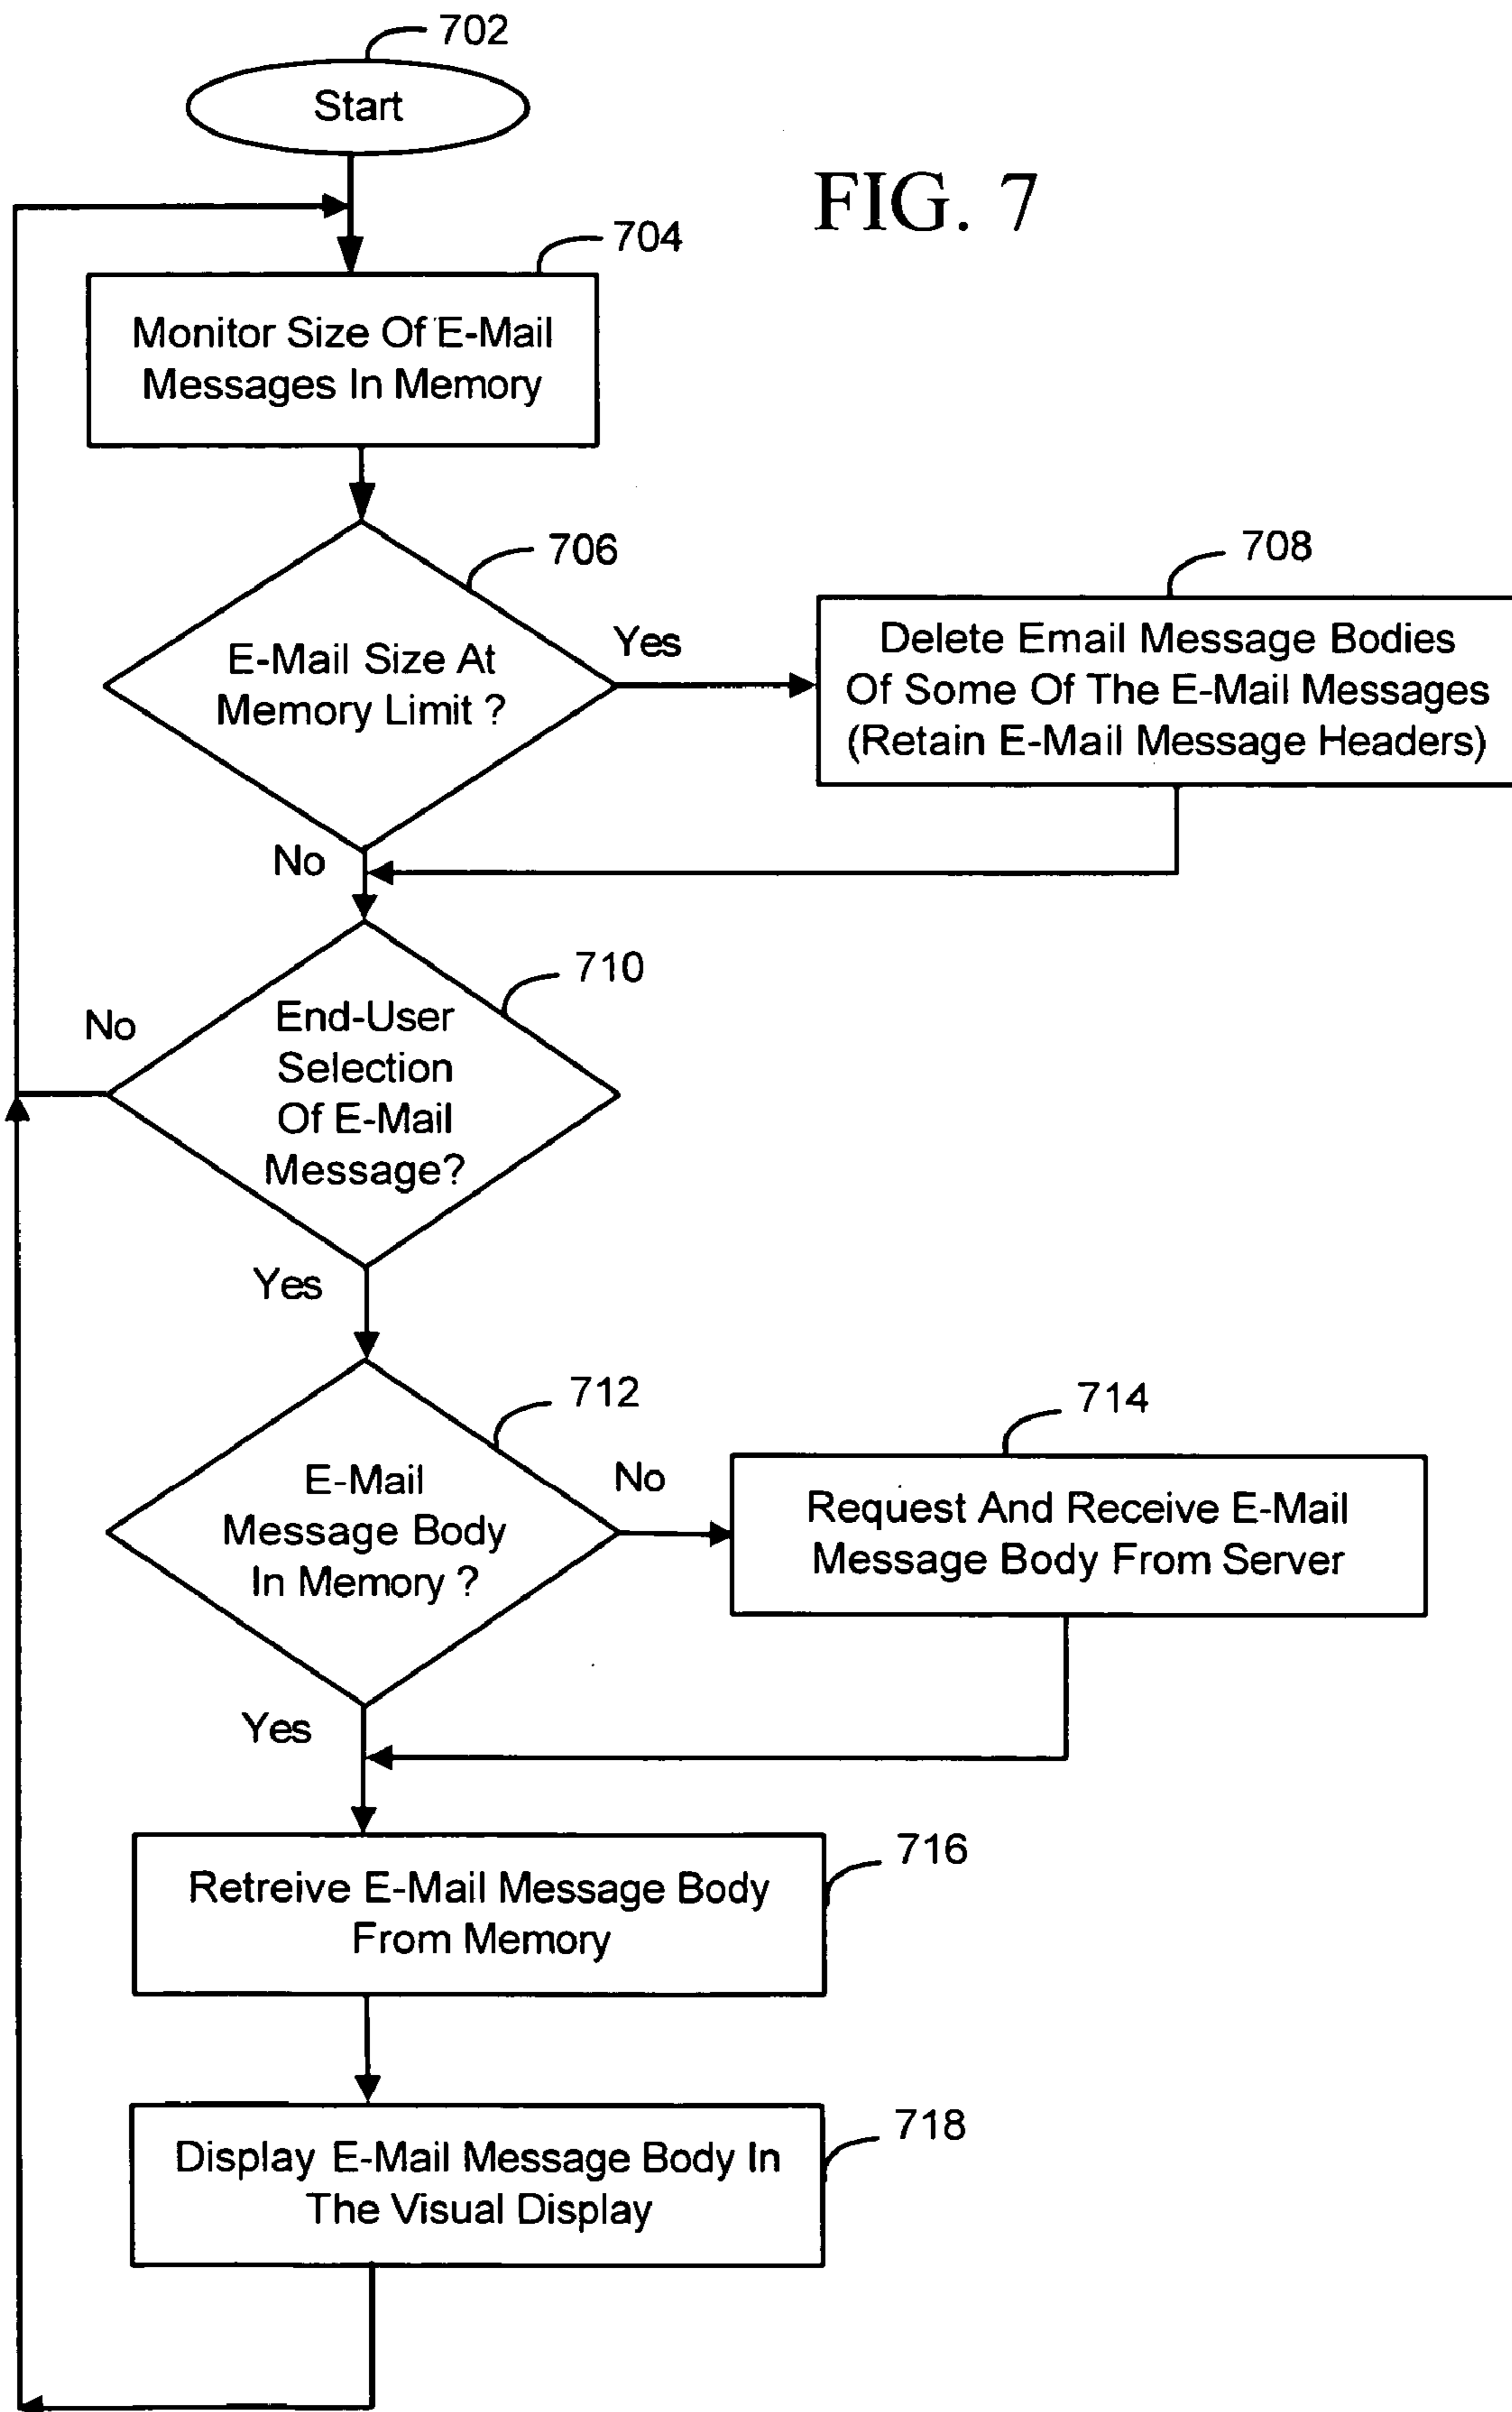 702
Start
FIG. 7
704
Monitor Size Of E-Mail
Messages In Memory
706
E-Mail Size At
Memory Limit ?
Yes
No
708
Delete Email Message Bodies
Of Some Of The E-Mail Messages
(Retain E-Mail Message Headers)
710
End-User
Selection
Of E-Mail
Message?
No
Yes
712
E-Mail
Message Body
In Memory ?
No
Yes
714
Request And Receive E-Mail
Message Body From Server
716
Retreive E-Mail Message Body
From Memory
718
Display E-Mail Message Body In
The Visual Display